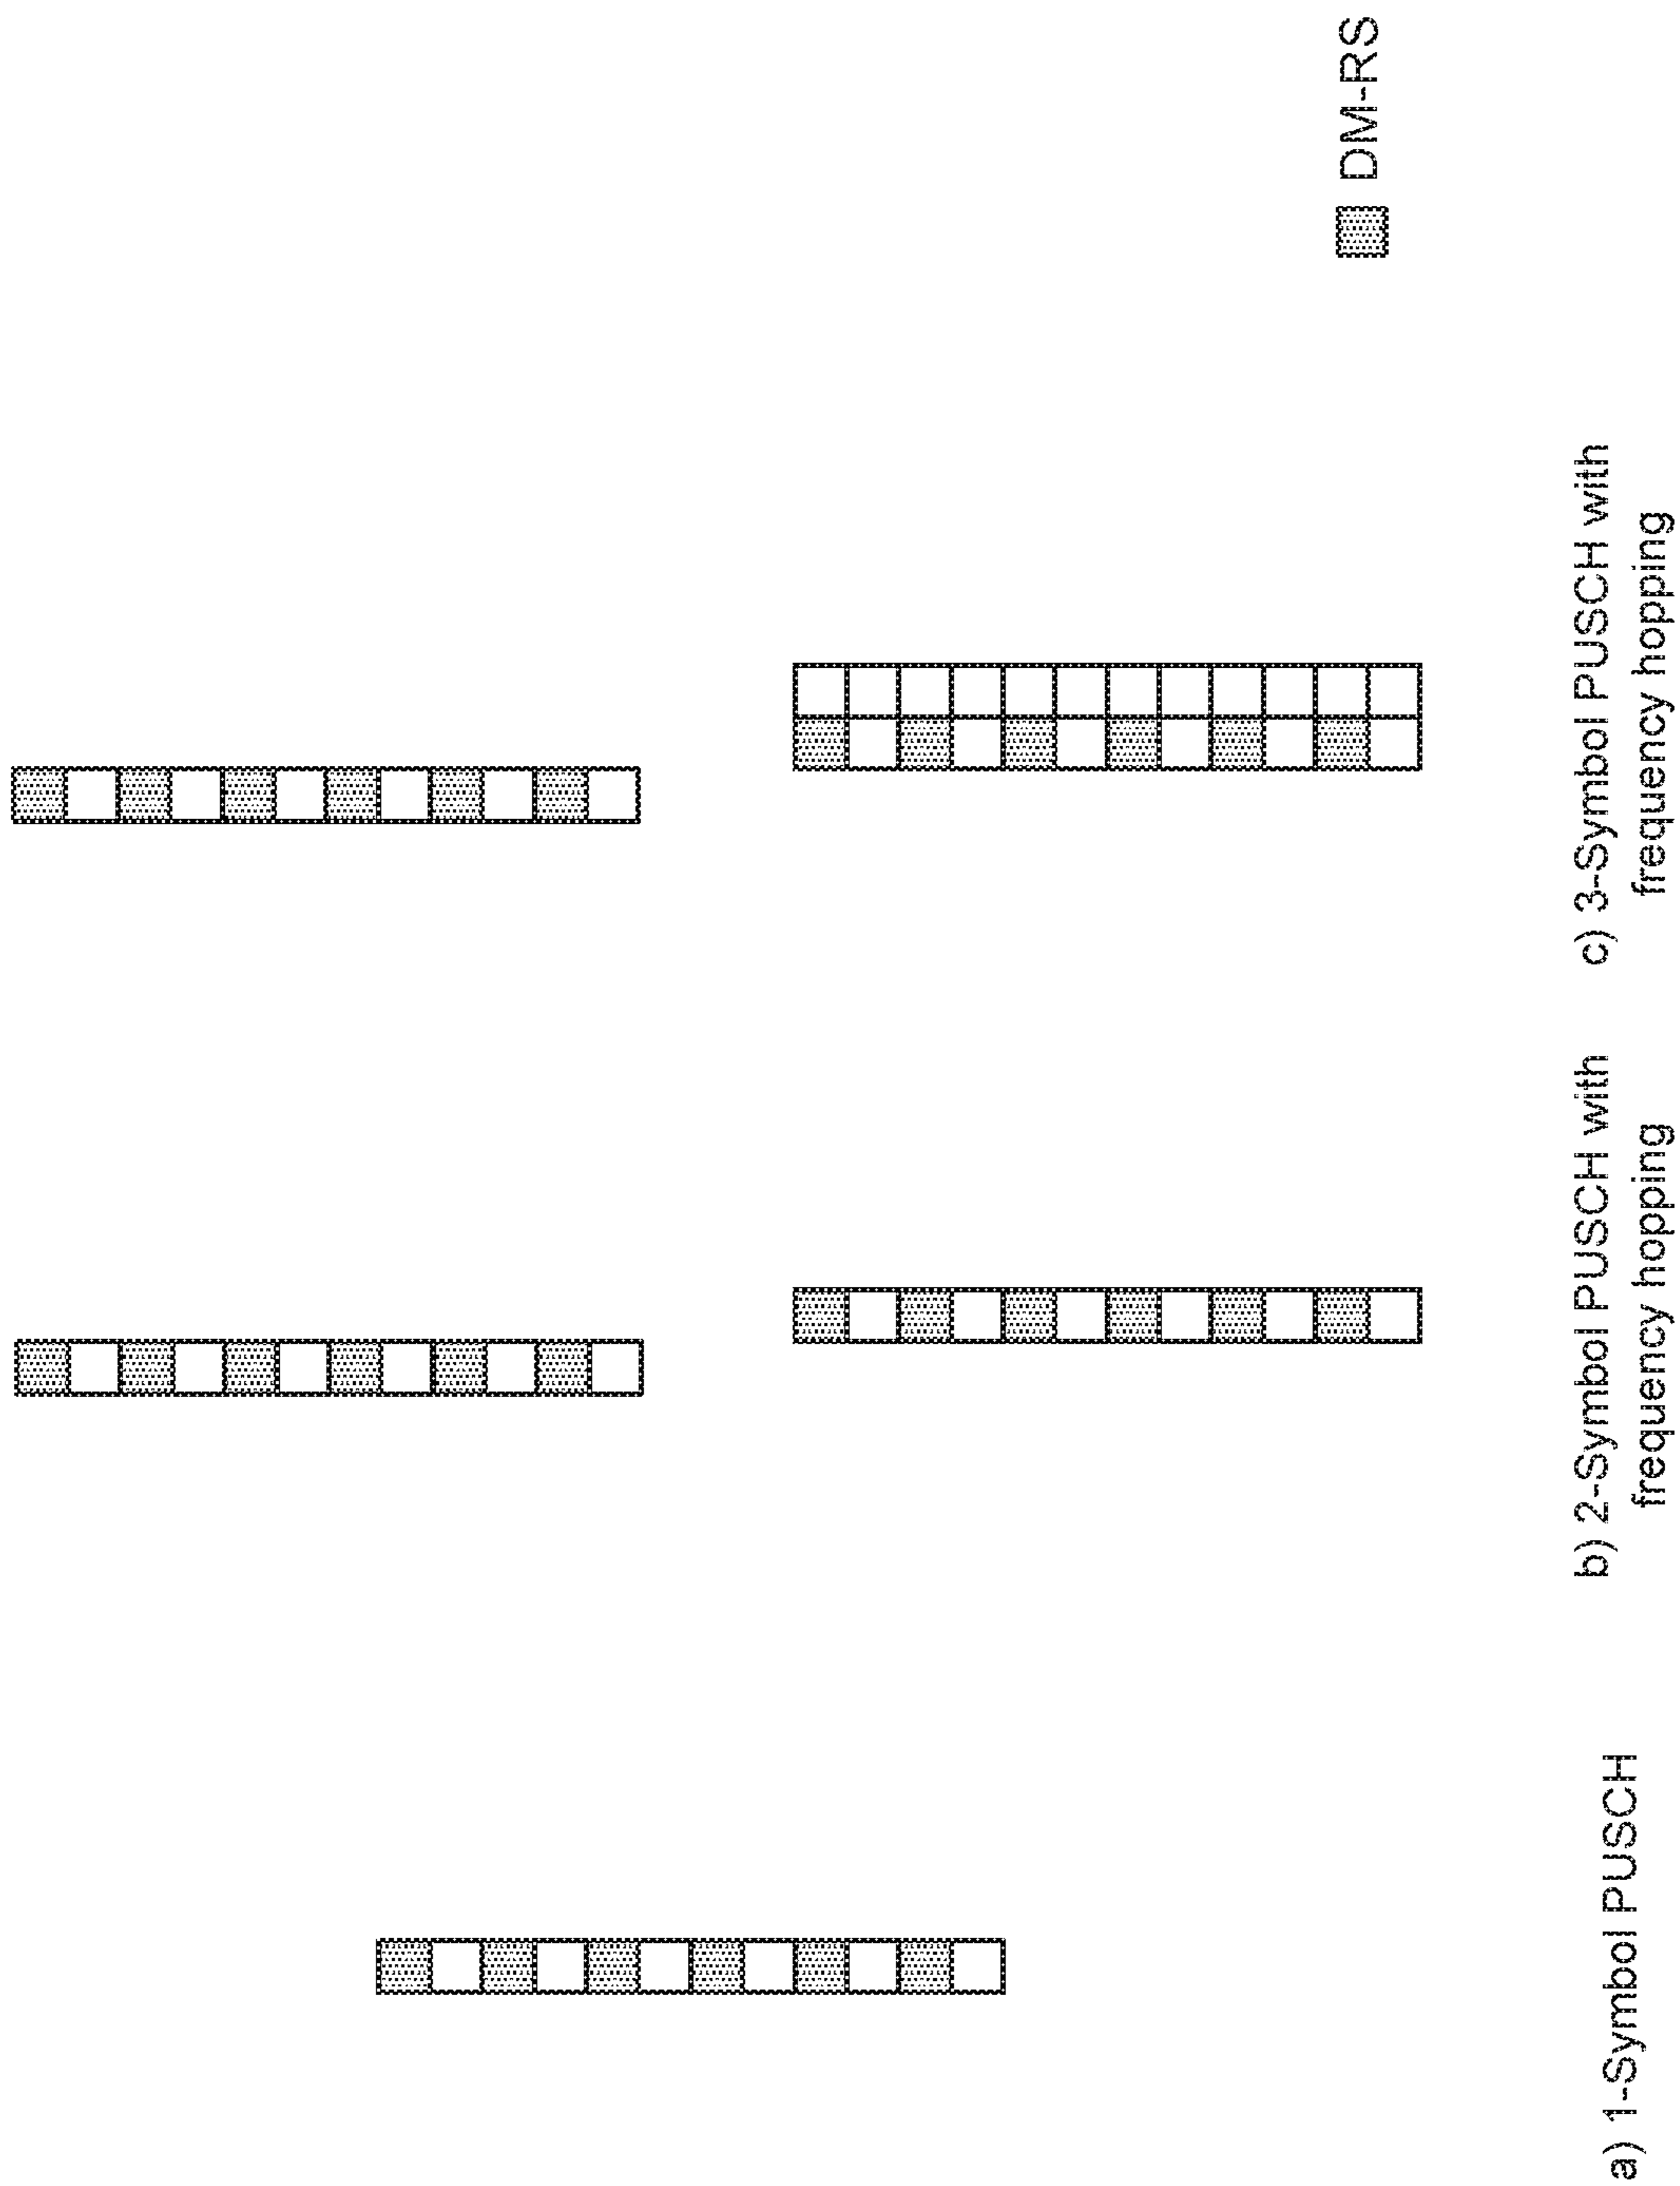 DM-RS
a) 1-Symbol PUSCH
b) 2-Symbol PUSCH with
frequency hopping
c) 3-Symbol PUSCH with
frequency hopping